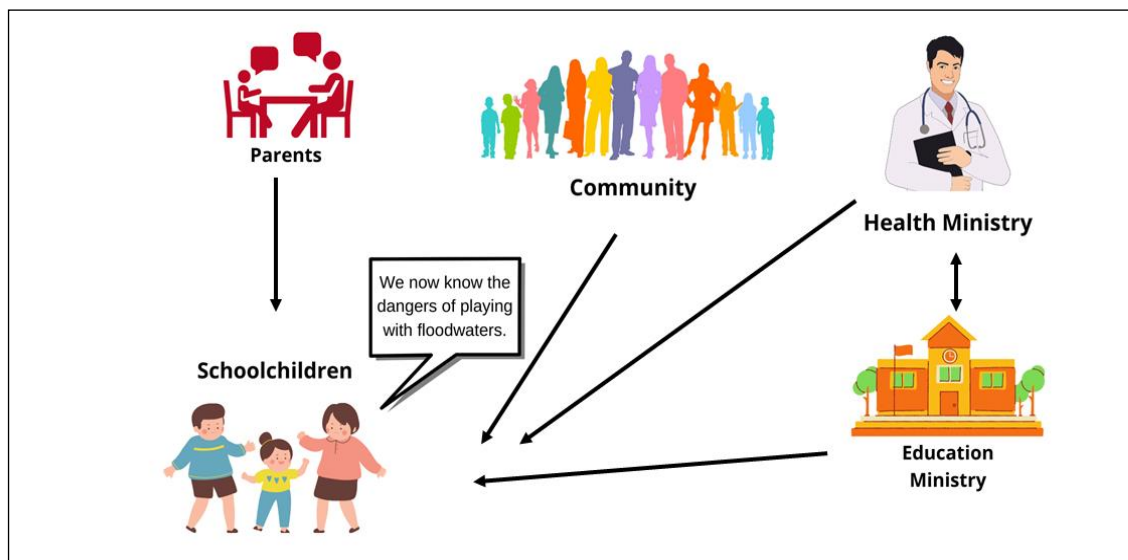 Parents
Community
Health Ministry
We now know the
dangers of playing
with floodwaters.
Schoolchildren
Education
Ministry